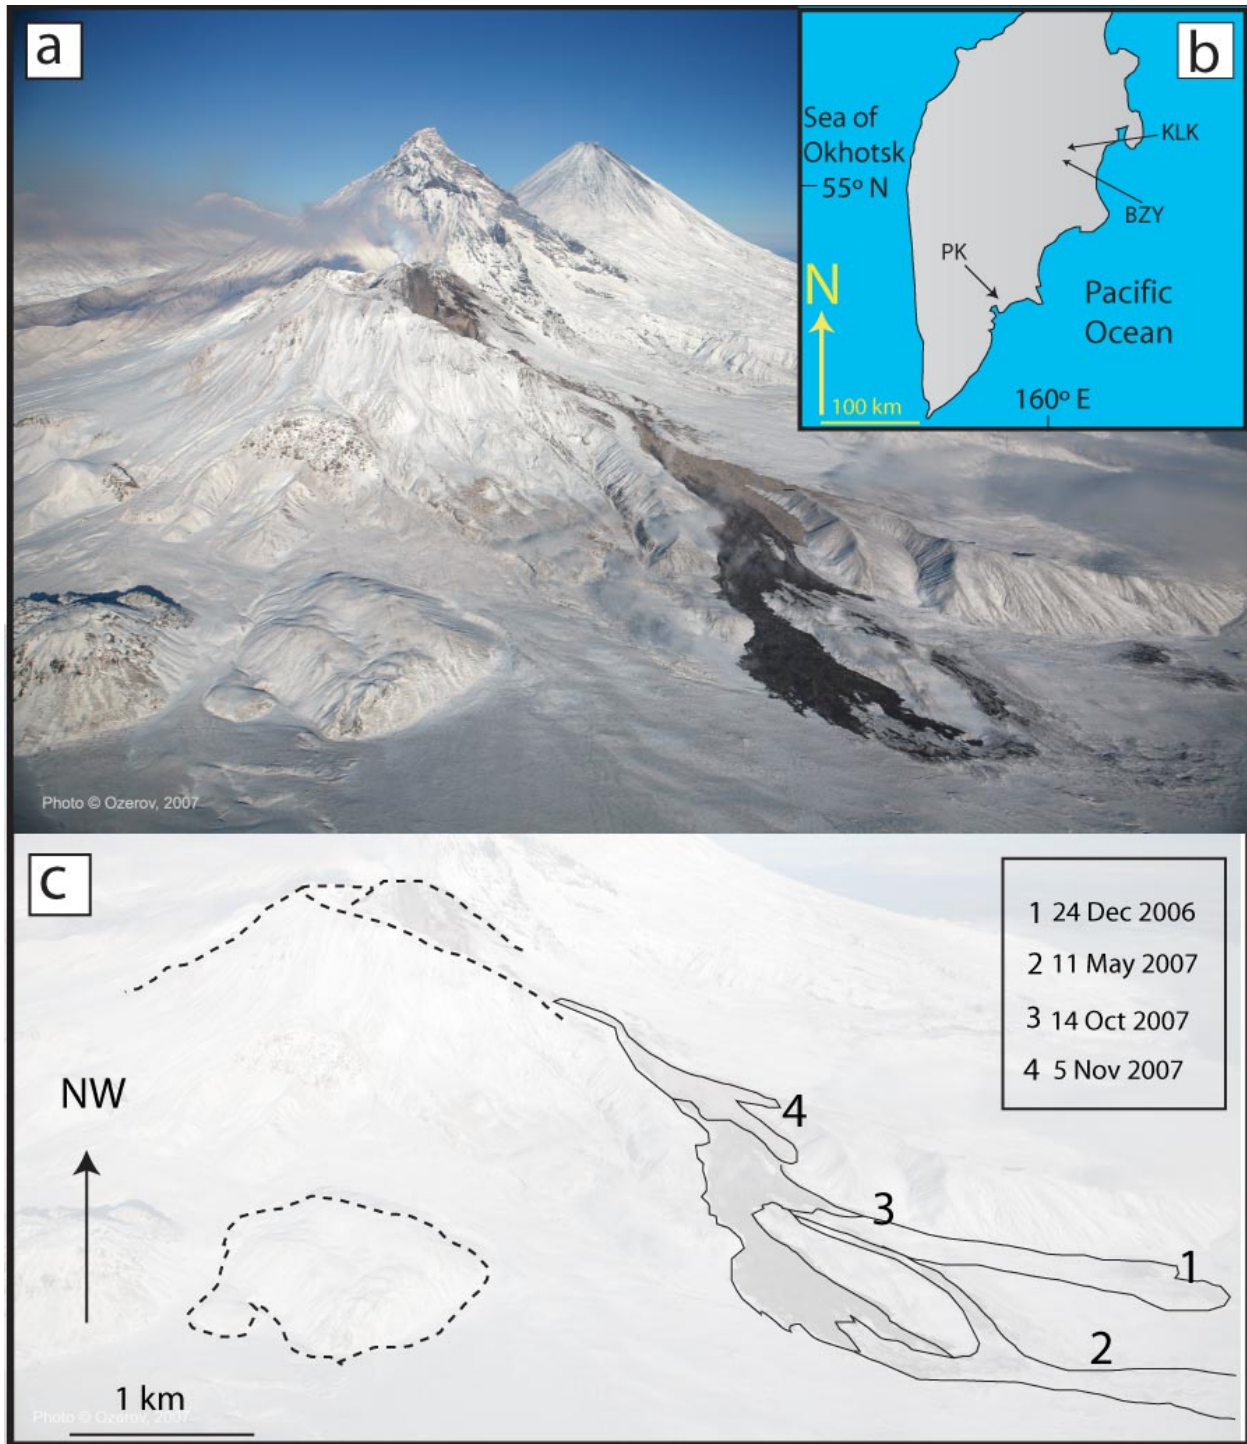 a
b
Sea of
Okhotsk
55º N
KLK
BZY
PK
N
Pacific
Ocean
100 km
160º E
Photo © Ozerov, 2007
c
1 24 Dec 2006
2 11 May 2007
3 14 Oct 2007
4 5 Nov 2007
NW
4
3
1
2
1 km
Photo © Ozerov, 2007